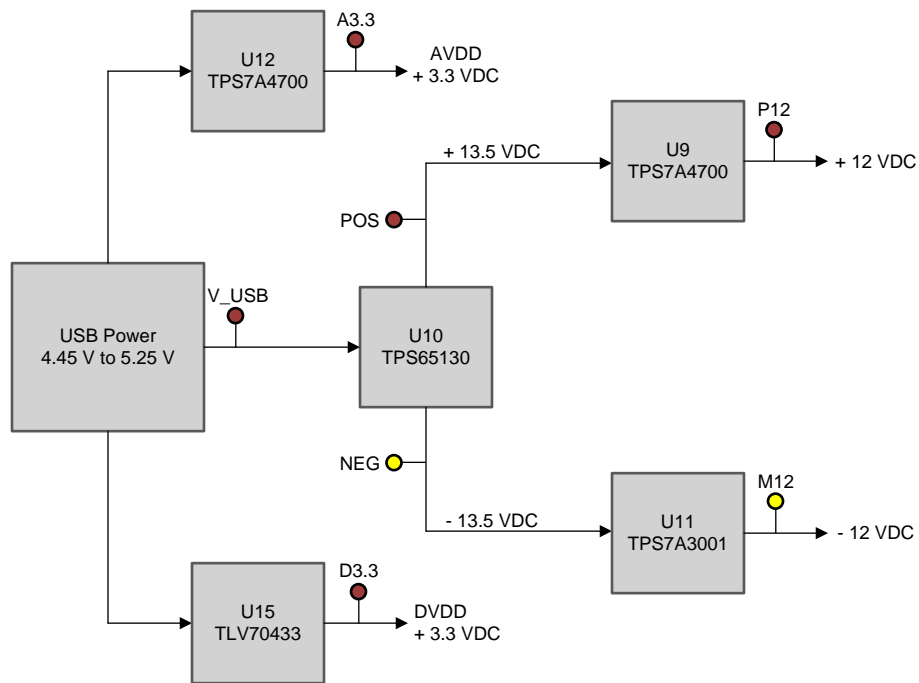 A3.3
U12
TPS7A4700
AVDD
+ 3.3 VDC
P12
+ 13.5 VDC
U9
TPS7A4700
+ 12 VDC
POS
V_USB
USB Power
4.45 V to 5.25 V
U10
TPS65130
NEG
M12
- 13.5 VDC
U11
TPS7A3001
- 12 VDC
D3.3
U15
TLV70433
DVDD
+ 3.3 VDC